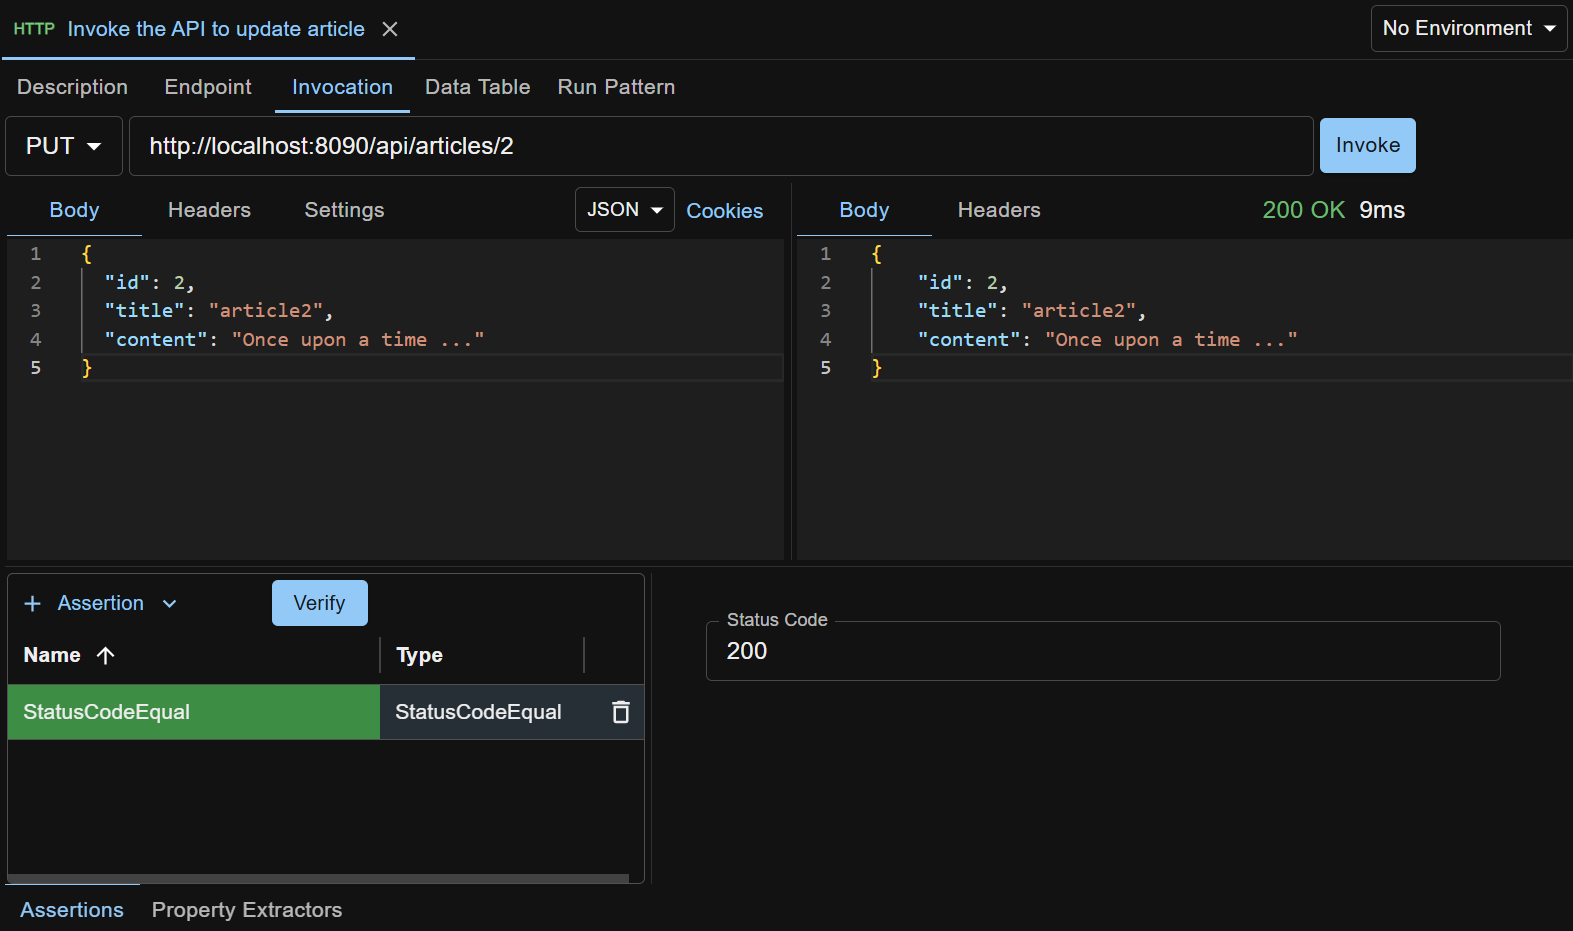 HTTP Invoke the API to update article
No Environment
Description Endpoint Invocation Data Table Run Pattern
PUT http://localhost:8090/api/articles/2 Invoke
Body Headers Settings JSON Cookies
1 {
2 "id": 2,
3 "title": "article2",
4 "content": "Once upon a time ..."
5 }
Body Headers 200 OK 9ms
1 {
2 "id": 2,
3 "title": "article2",
4 "content": "Once upon a time ..."
5 }
+ Assertion Verify
Name Type
StatusCodeEqual StatusCodeEqual
Status Code
200
Assertions Property Extractors